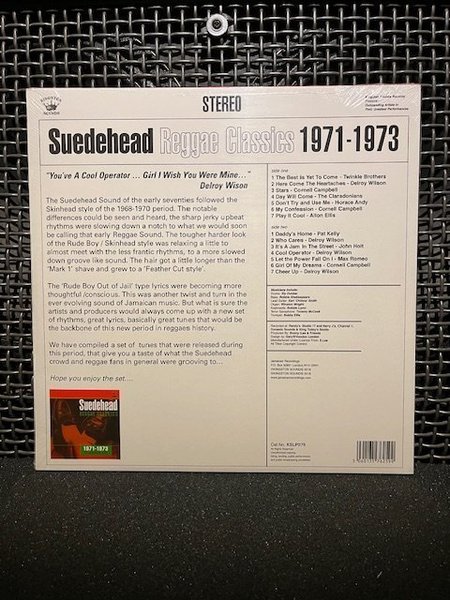 STEREO
Suedehead Reggae Classics 1971-1973
"You've A Cool Operator ... Girl I Wish You Were Mine..."
Delroy Wison
The Suedehead Sound of the early seventies followed the
Skinhead style of the 1968-1970 period. The notable
differences could be seen and heard, the sharp jerky upbeat
rhythms were slowing down a notch to what we would soon
be calling that early Reggae Sound. The tougher harder look
of the Rude Boy / Skinhead style was relaxing a little to
almost meet with the less frantic rhythms, to a more slowed
down groove like sound. The hair got a little longer than the
'Mark 1' shave and grew to a 'Feather Cut style'.
The 'Rude Boy Out of Jail' type lyrics were becoming more
thoughtful /conscious. This was another twist and turn in the
ever evolving sound of Jamaican music. But what is sure the
artists and producers would always come up with a new set
of rhythms, great lyrics, basically great tunes that would be
the backbone of this new period in reggaes history.
We have compiled a set of tunes that were released during
this period, that give you a taste of what the Suedehead
crowd and reggae fans in general were grooving to...
Hope you enjoy the set....
Suedehead
REGGAE CLASSICS
1971-1973
SIDE ONE
1 The Best Is Yet To Come - Twinkle Brothers
2 Here Come The Heartaches - Delroy Wilson
3 Stars - Cornell Campbell
4 Day Will Come - The Claradonians
5 Don't Try and Use Me - Horace Andy
6 My Confession - Cornell Campbell
7 Play It Cool - Alton Ellis
SIDE TWO
1 Daddy's Home - Pat Kelly
2 Who Cares - Delroy Wilson
3 It's A Jam In The Street - John Holt
4 Cool Operator - Delroy Wilson
5 Let the Power Fall On I - Max Romeo
6 Girl Of My Dreams - Cornell Campbell
7 Cheer Up - Delroy Wilson
Jamaican Recordings
Cat No. KSLP079